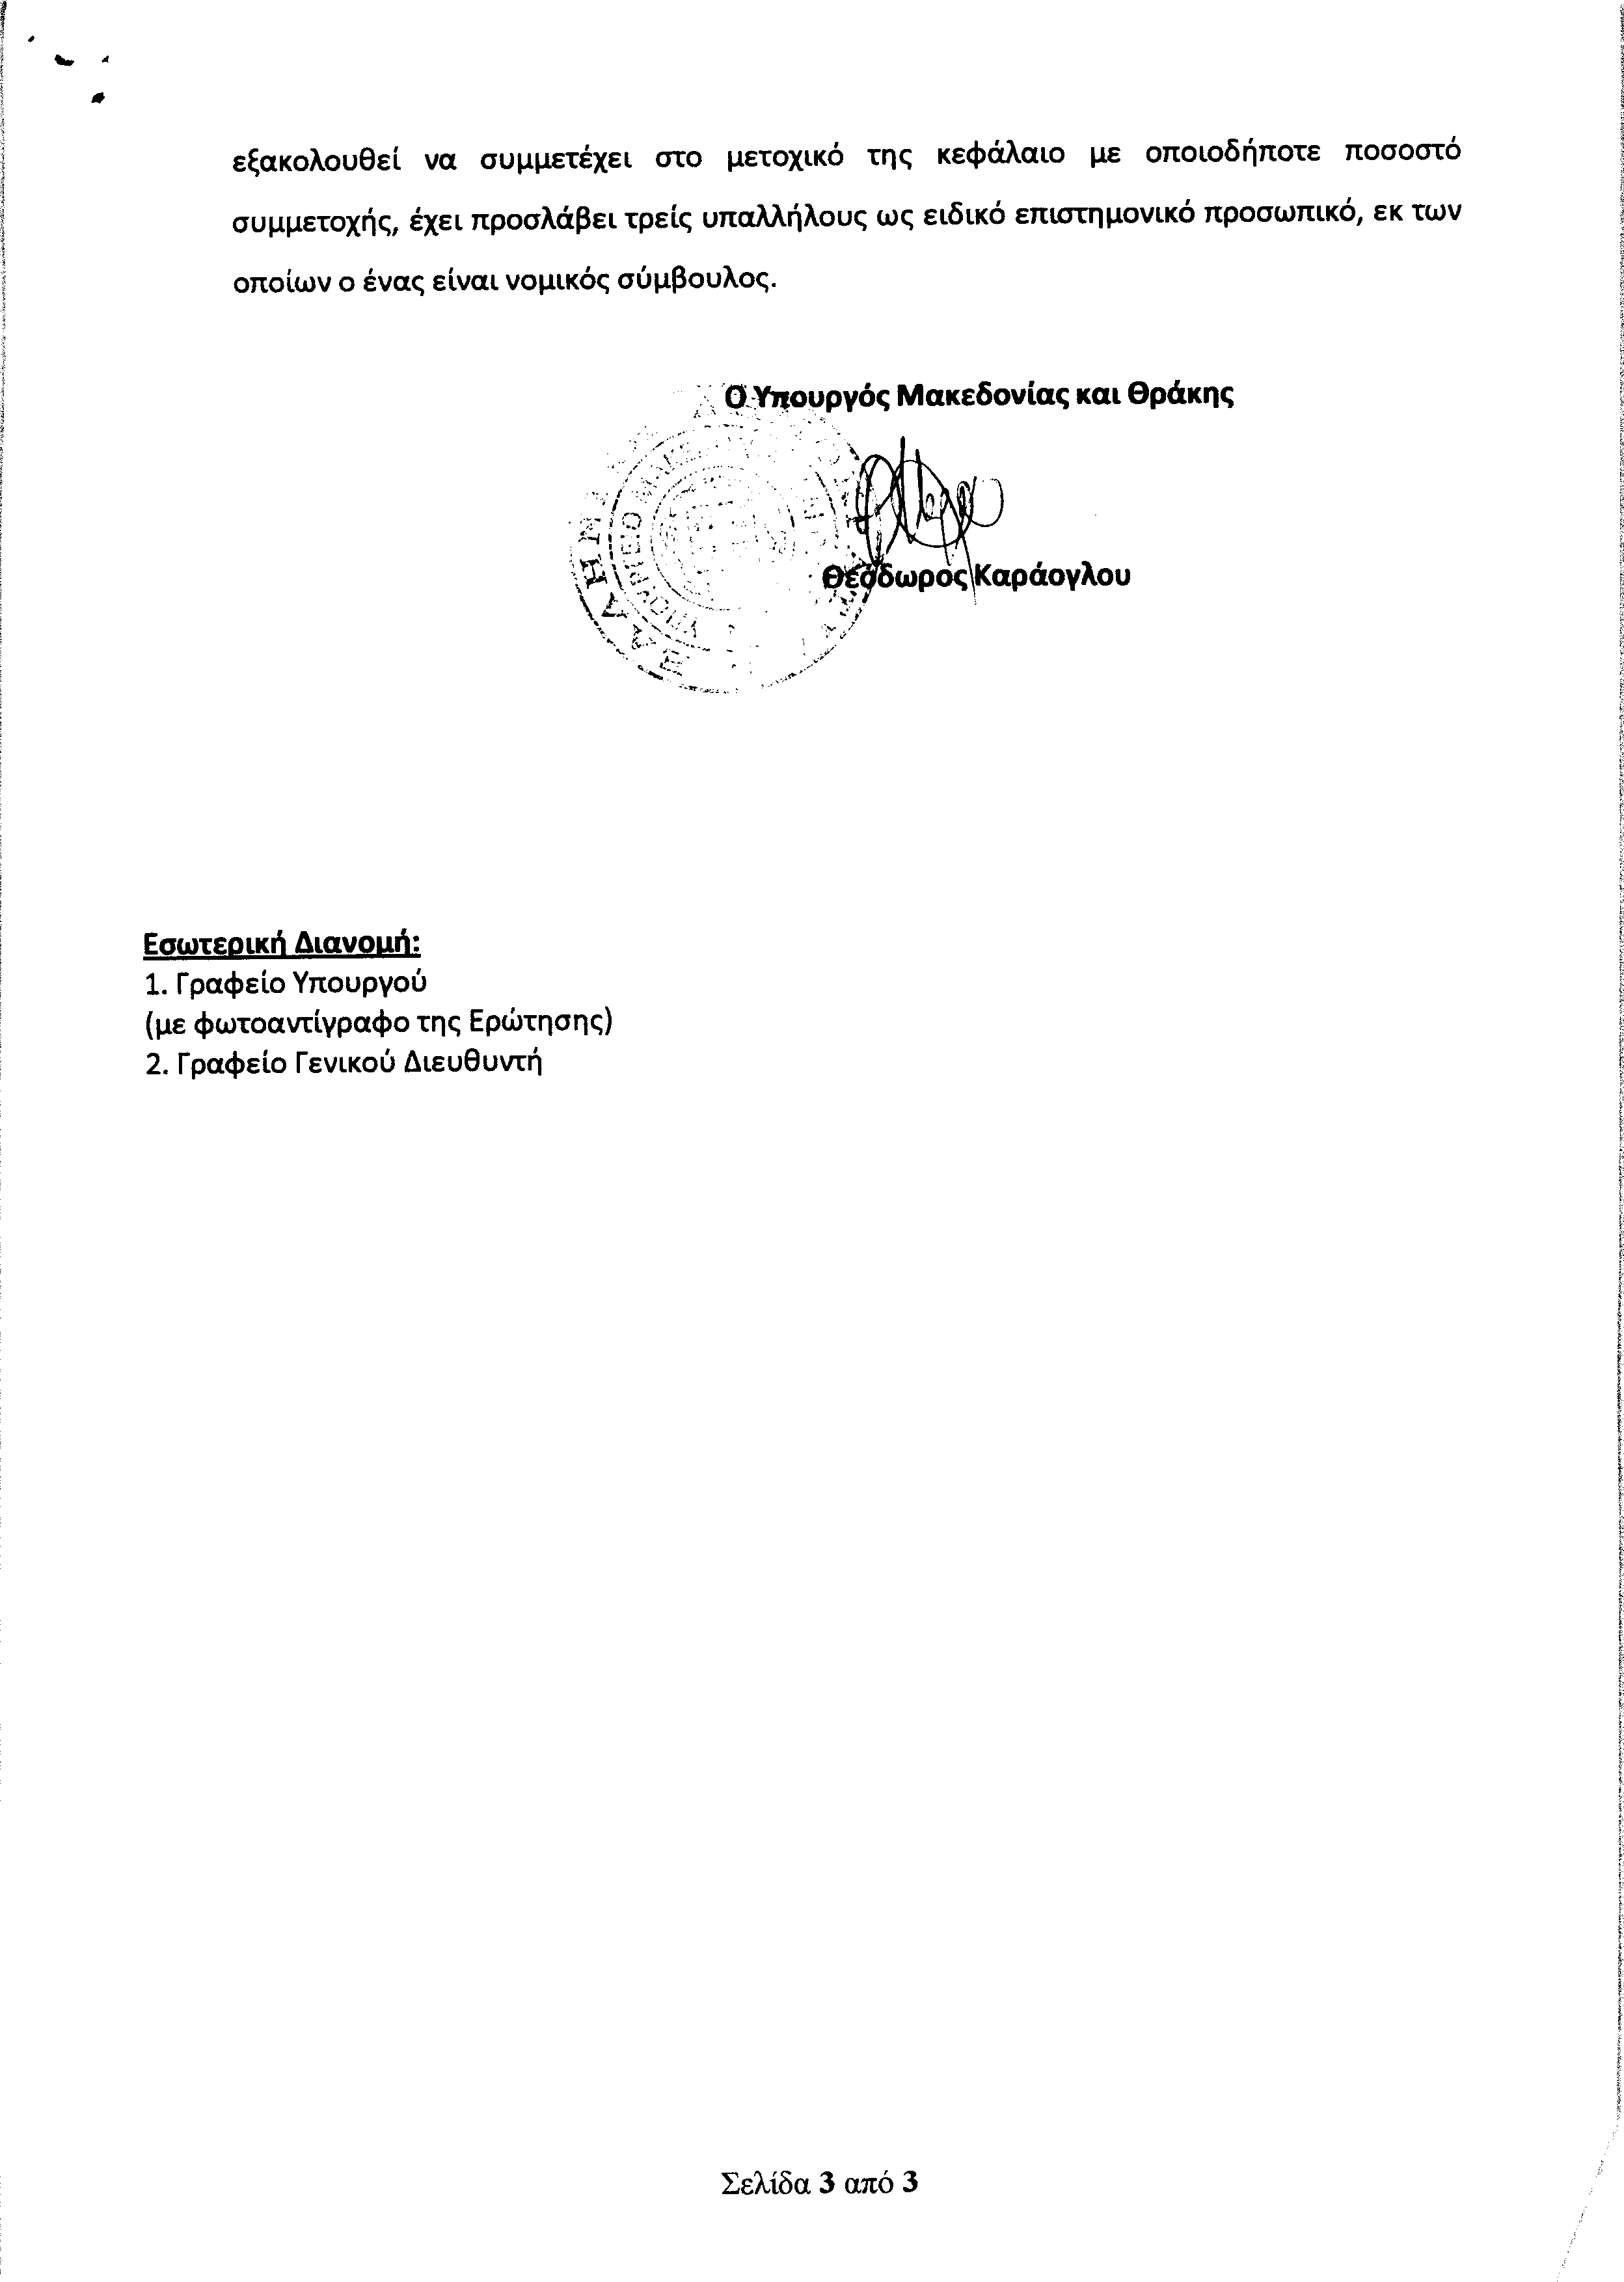 εξακολουθεί να συμμετέχει στο μετοχικό της κεφάλαιο με οποιοδήποτε ποσοστό
συμμετοχής, έχει προσλάβει τρείς υπαλλήλους ως ειδικό επιστημονικό προσωπικό, εκ των
οποίων ο ένας είναι νομικός σύμβουλος.
Ο Υπουργός Μακεδονίας και Θράκης
Θεόδωρος Καράογλου
Εσωτερική Διανομή:
1. Γραφείο Υπουργού
(με φωτοαντίγραφο της Ερώτησης)
2. Γραφείο Γενικού Διευθυντή
Σελίδα 3 από 3